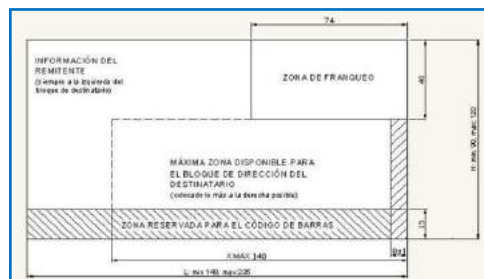 74
INFORMACIÓN DEL
REMITENTE
(siempre a la izquierda del
bloque de destinatario)
ZONA DE FRANQUEO
40
H: min 90, max 120
MÁXIMA ZONA DISPONIBLE PARA
EL BLOQUE DE DIRECCIÓN DEL
DESTINATARIO
(colocado lo más a la derecha posible)
ZONA RESERVADA PARA EL CÓDIGO DE BARRAS
15
X MAX 140
L: min 140, max 235